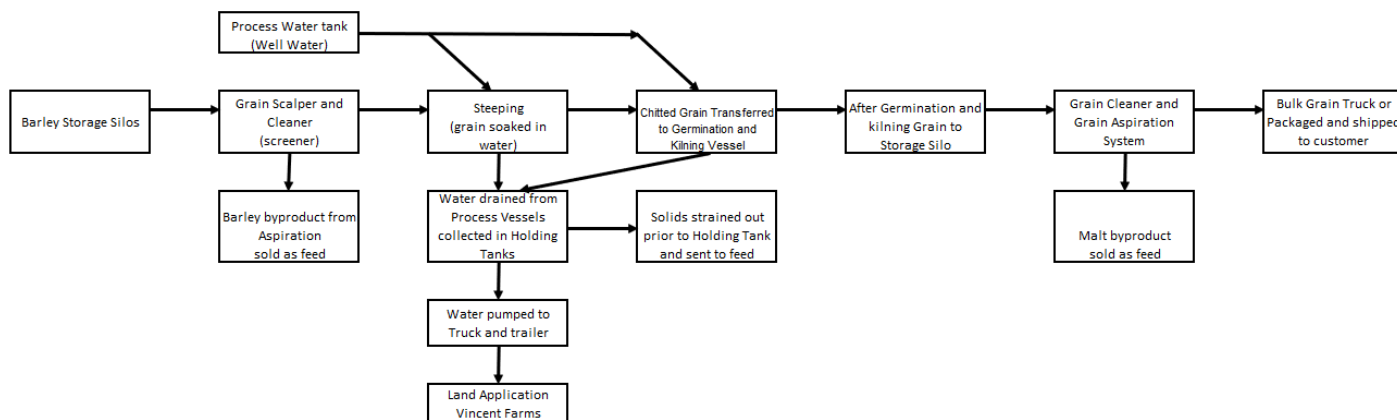 Process Water tank
(Well Water)
Barley Storage Silos
Grain Scalper and
Cleaner
(screener)
Steeping
(grain soaked in
water)
Chitted Grain Transferred
to Germination and
Kilning Vessel
After Germination and
kilning Grain to
Storage Silo
Grain Cleaner and
Grain Aspiration
System
Bulk Grain Truck or
Packaged and shipped
to customer
Barley byproduct from
Aspiration
sold as feed
Water drained from
Process Vessels
collected in Holding
Tanks
Solids strained out
prior to Holding Tank
and sent to feed
Malt byproduct
sold as feed
Water pumped to
Truck and trailer
Land Application
Vincent Farms